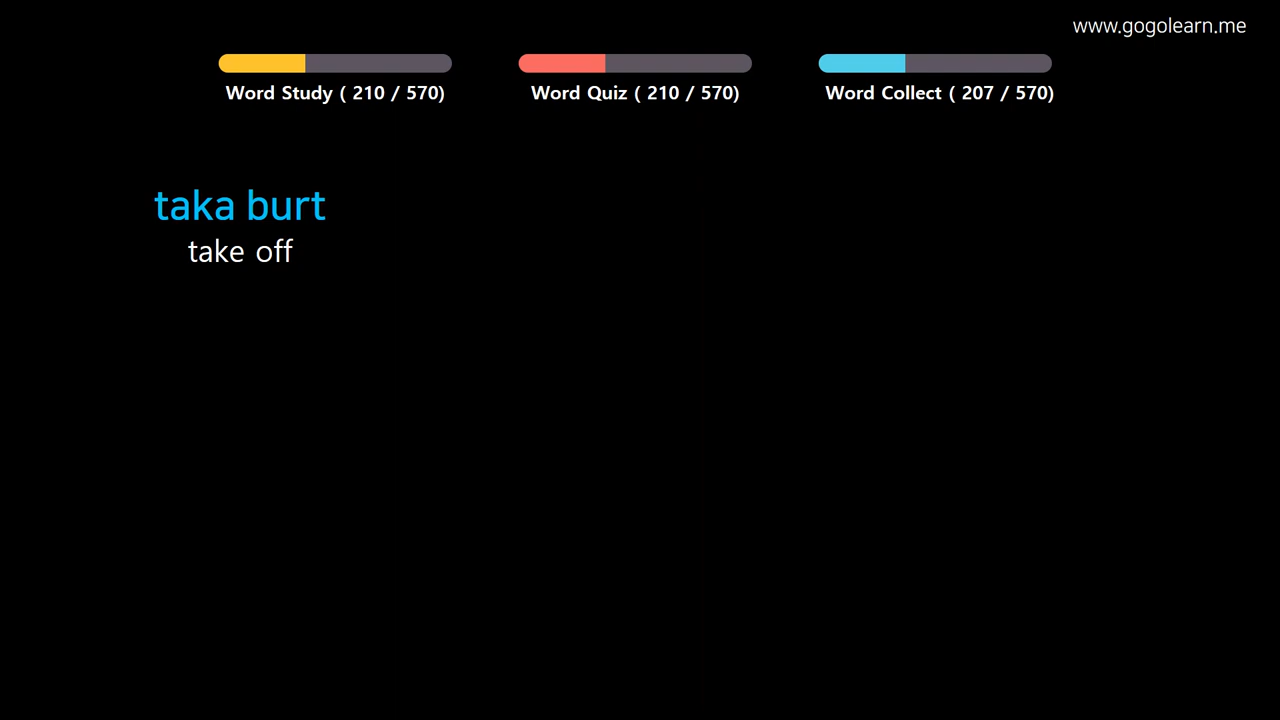 www.gogolearn.me
Word Study ( 210 / 570)
Word Quiz ( 210 / 570)
Word Collect ( 207 / 570)
taka burt
take off